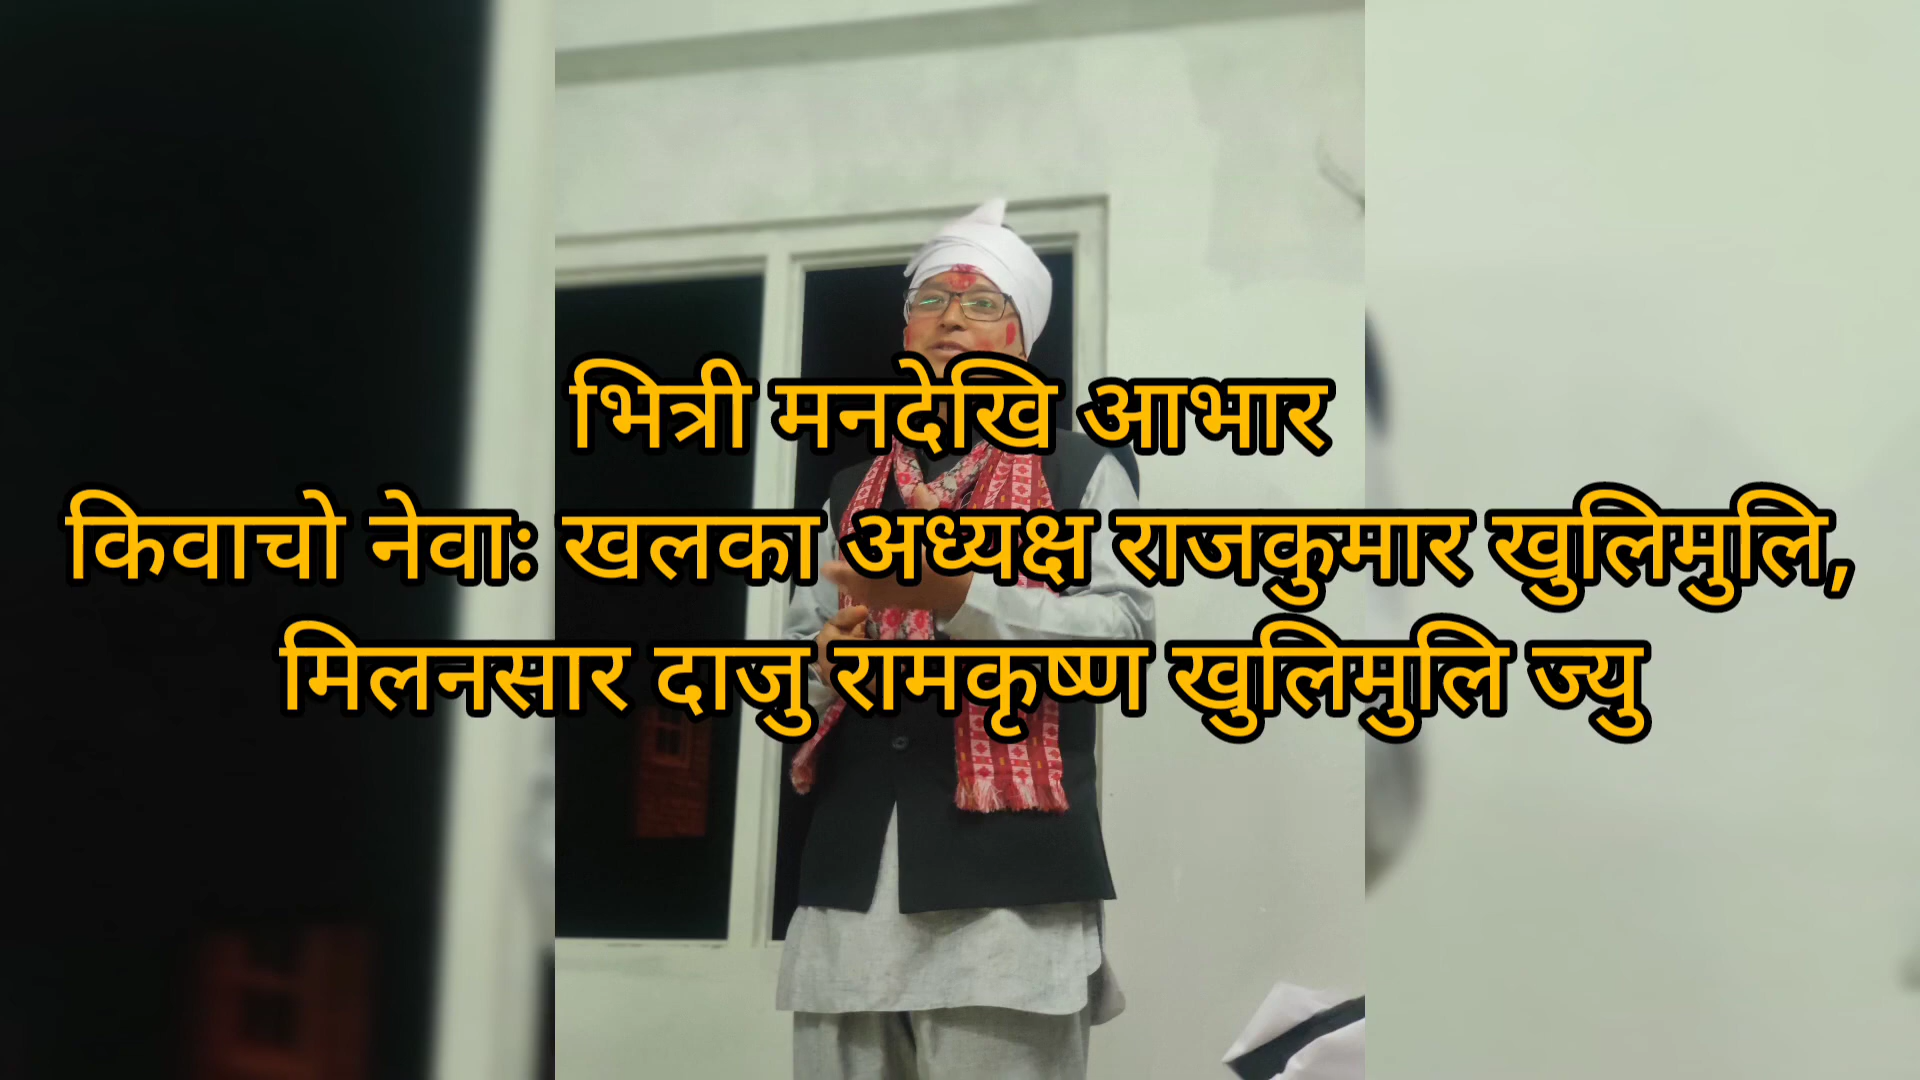 भित्री मनदेखि आभार
किवाचो नेवाः खलका अध्यक्ष राजकुमार खुलिमुलि,
मिलनसार दाजु रामकृष्ण खुलिमुलि ज्यु